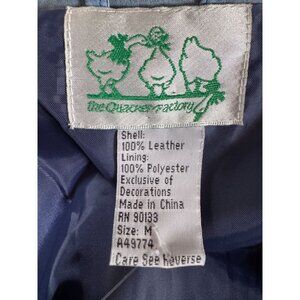 the Quacker Factory
Shell:
100% Leather
Lining:
100% Polyester
Exclusive of
Decorations
Made in China
RN 90133
Size: M
A49774
Care See Reverse